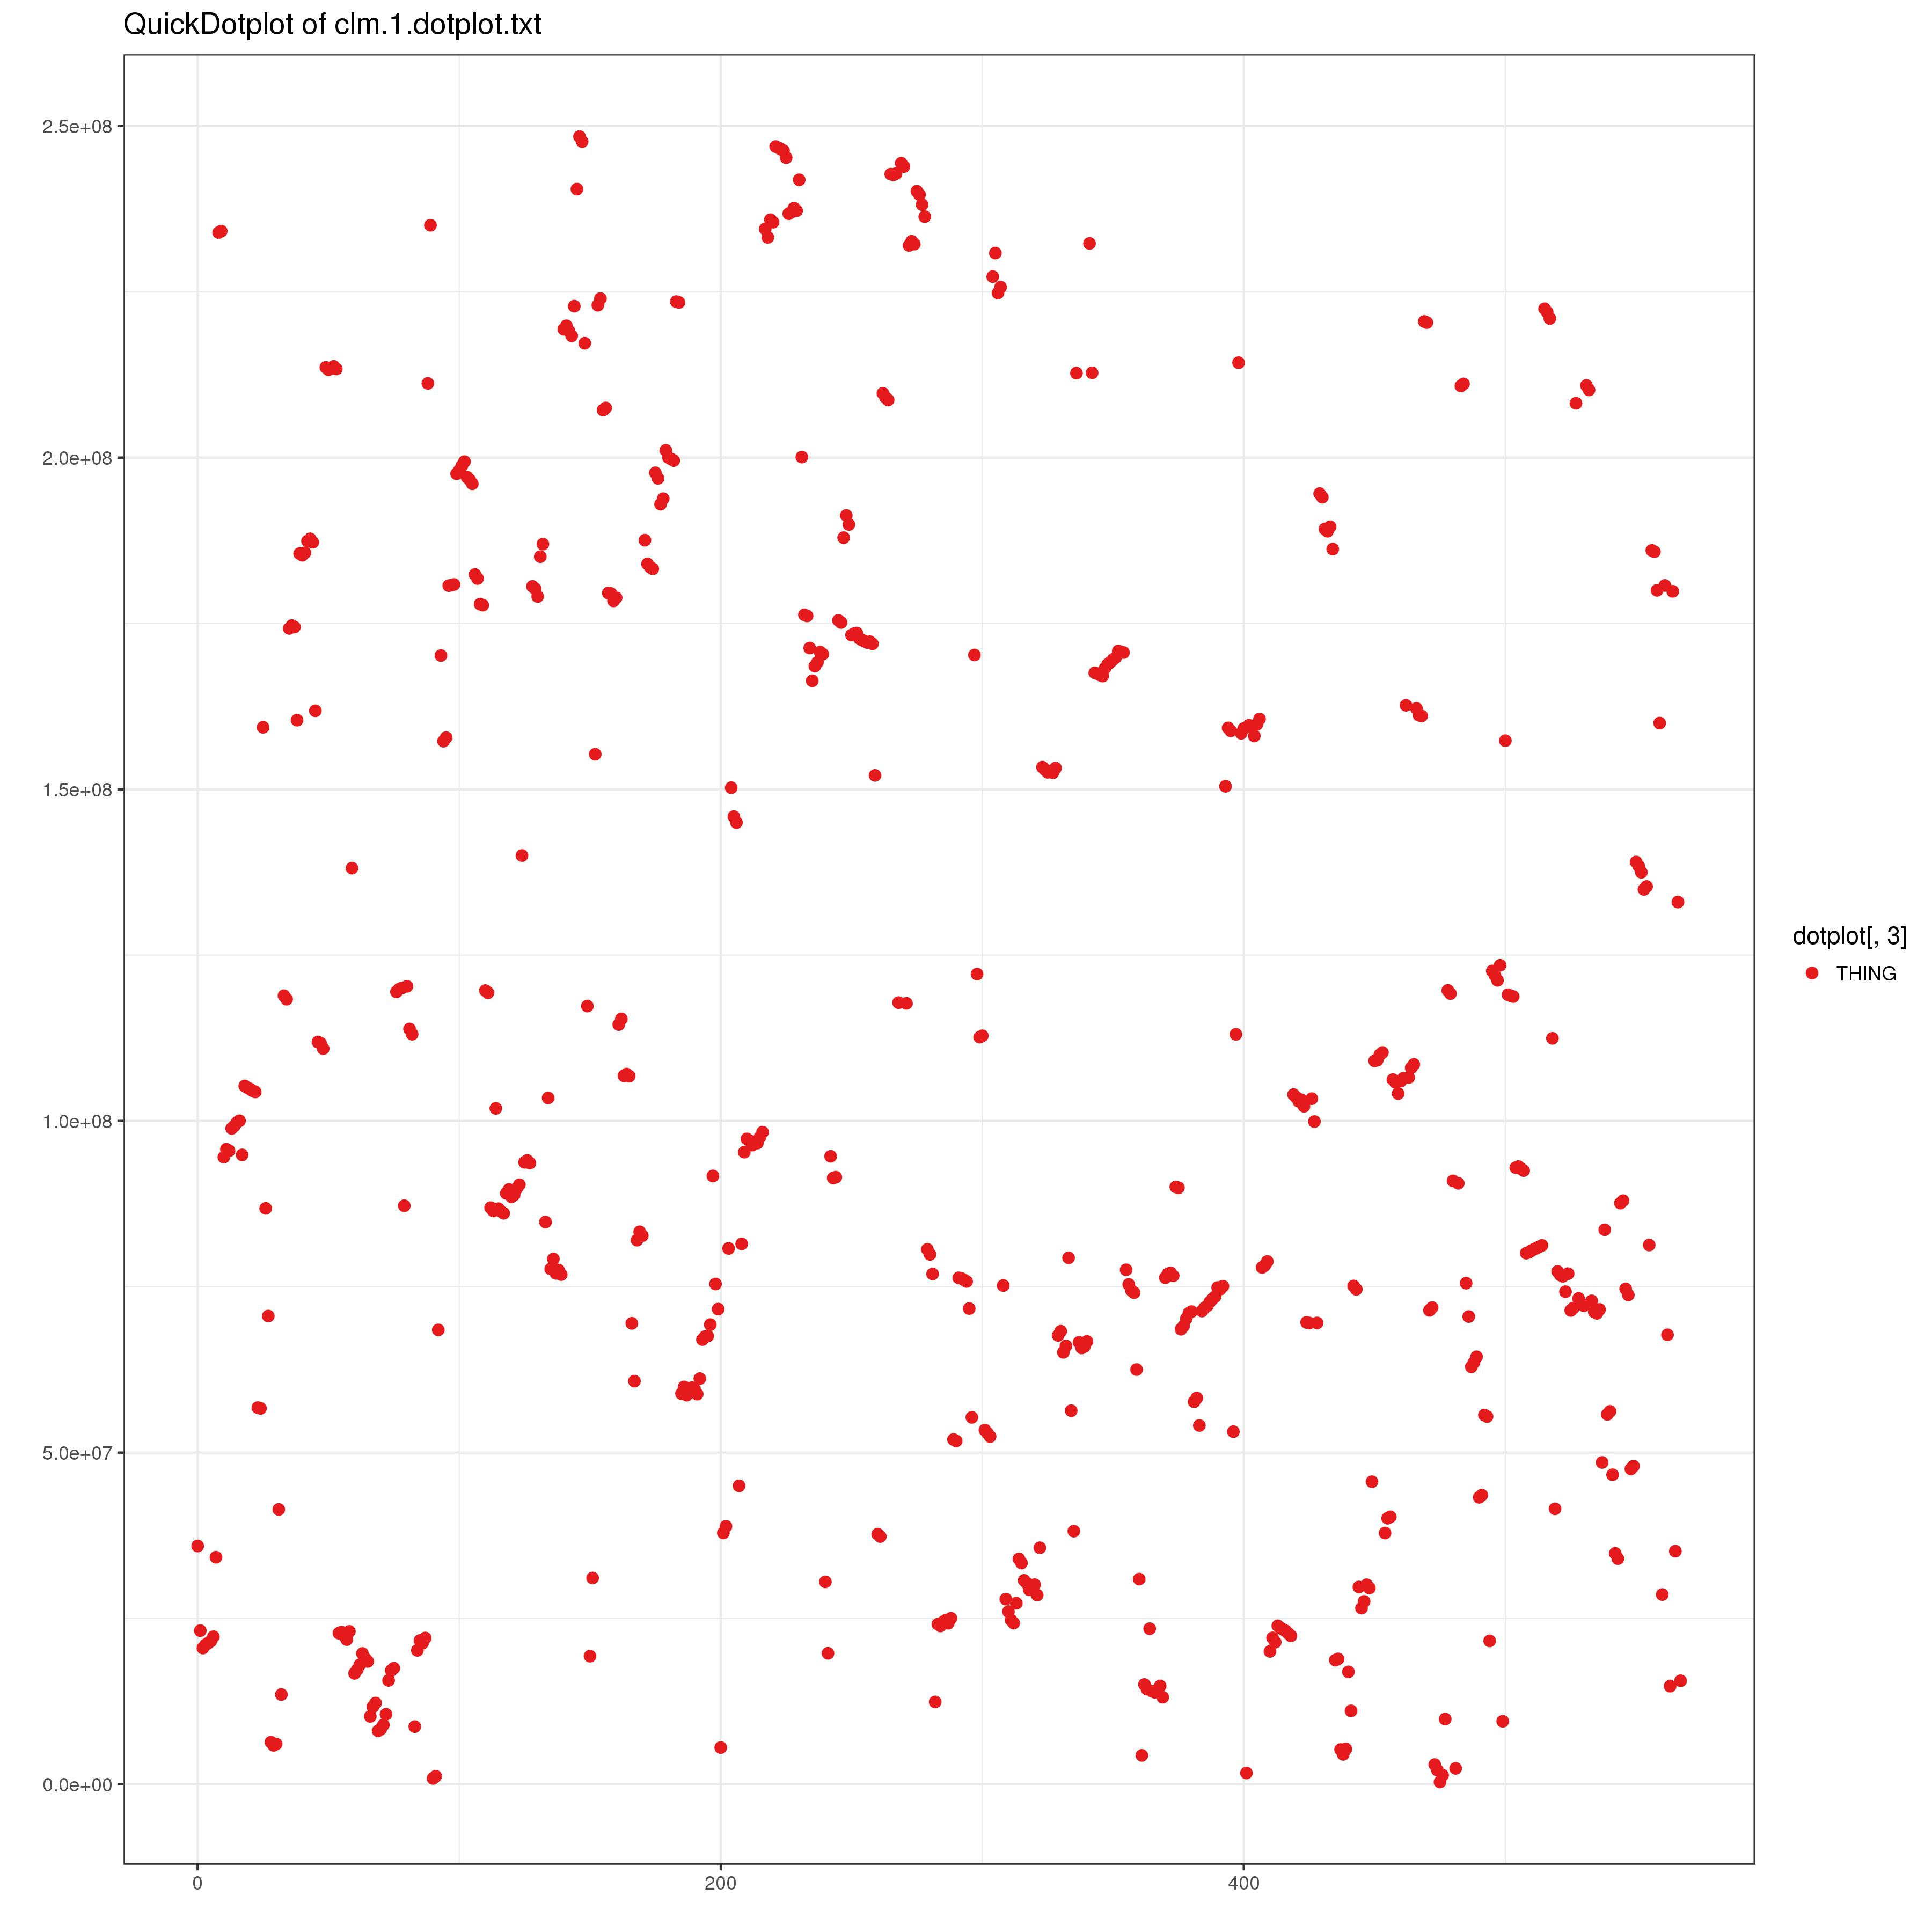 QuickDotplot of clm.1.dotplot.txt
2.5e+08
2.0e+08
1.5e+08
1.0e+08
5.0e+07
0.0e+00
0
200
400
dotplot[, 3]
THING